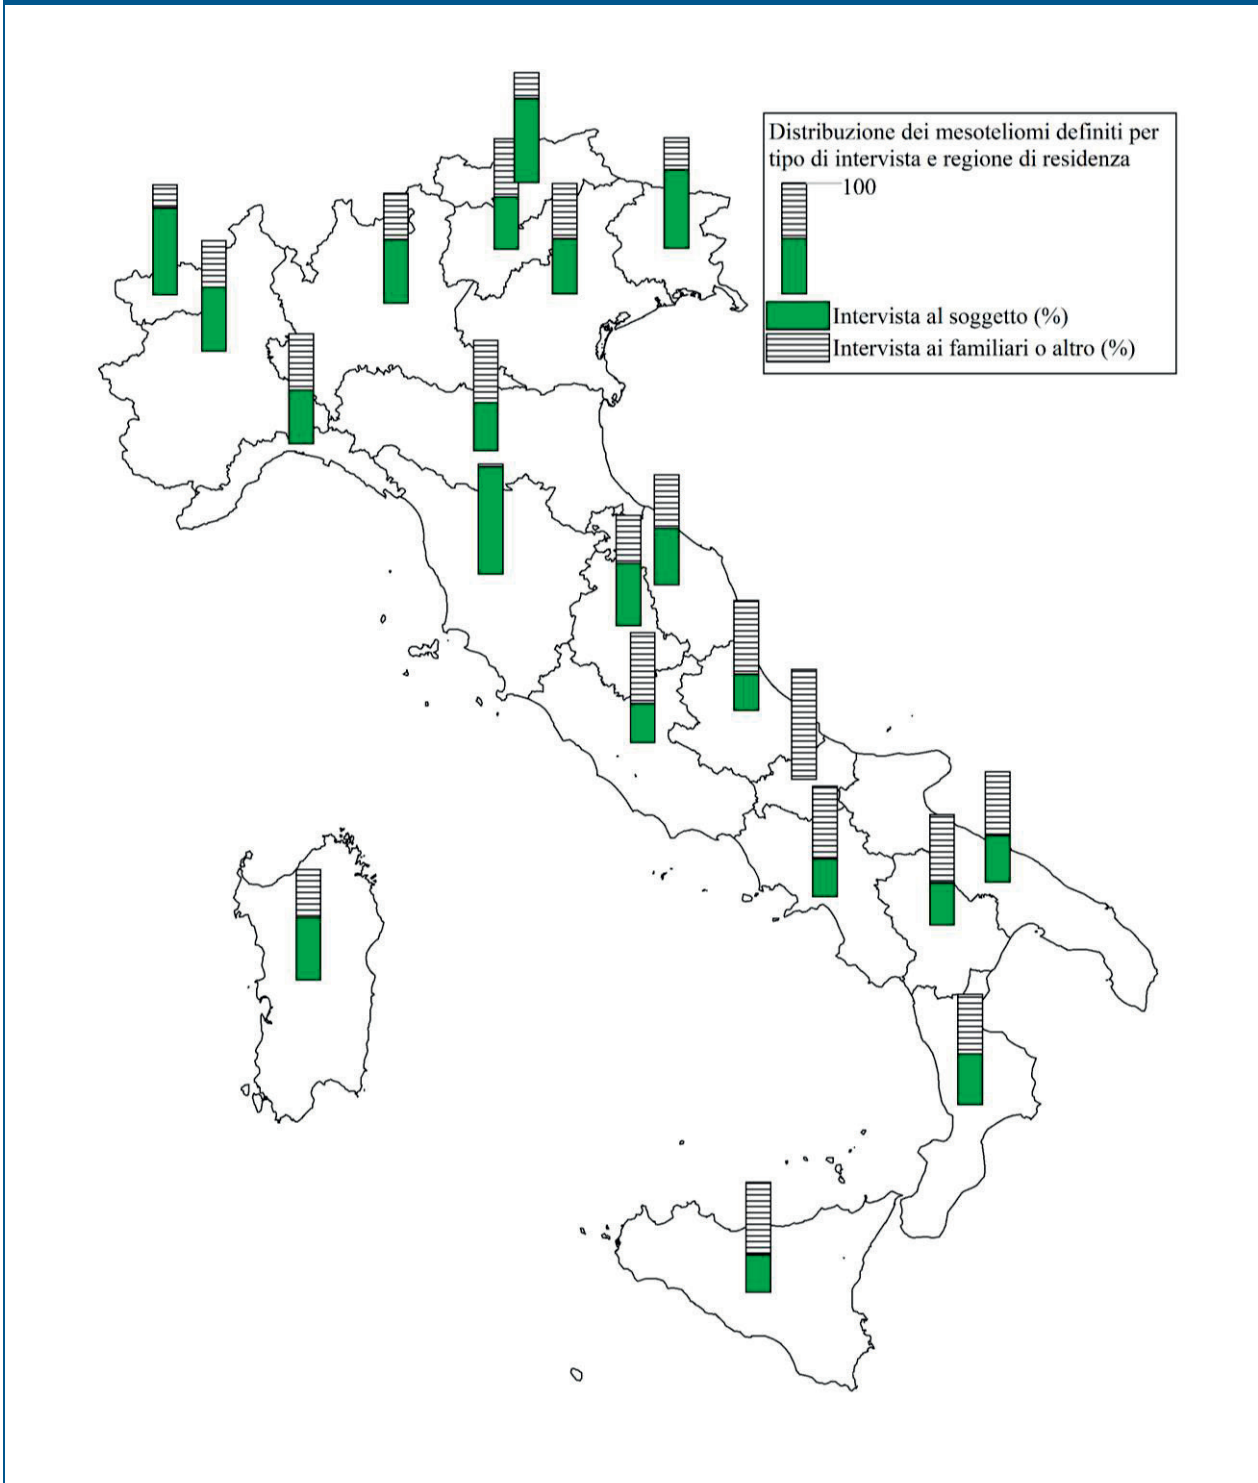 Distribuzione dei mesoteliomi definiti per
tipo di intervista e regione di residenza
100
Intervista al soggetto (%)
Intervista ai familiari o altro (%)